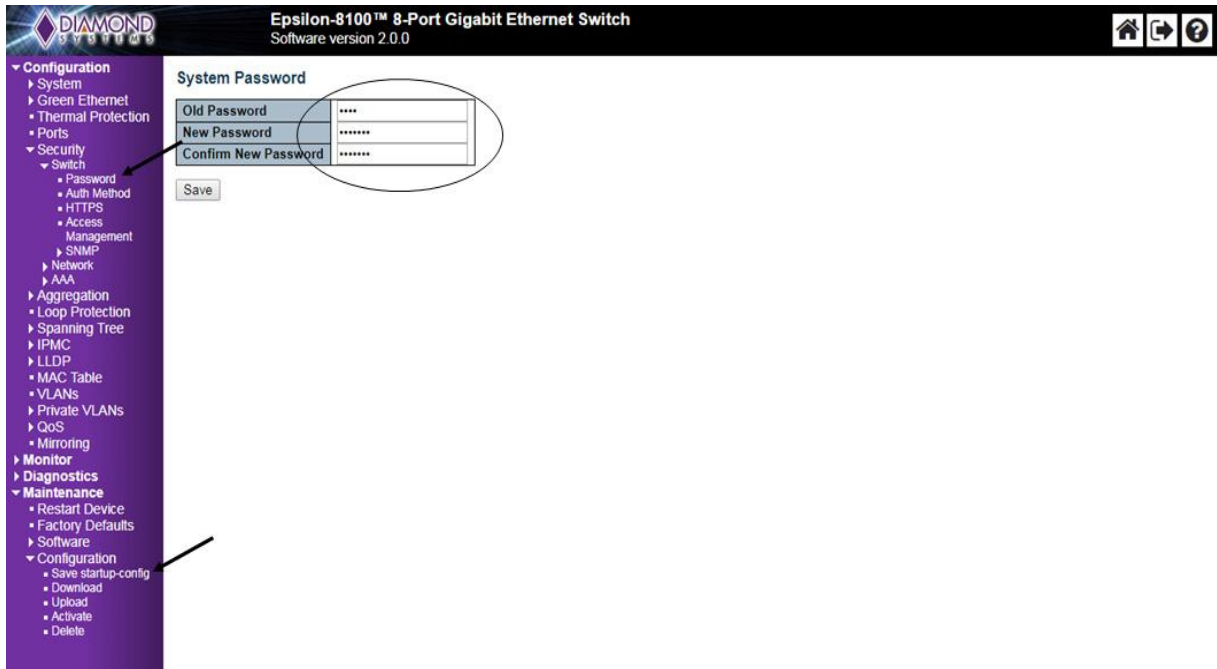 DIAMOND
SYSTEMS
Epsilon-8100™ 8-Port Gigabit Ethernet Switch
Software version 2.0.0
Configuration
System
Green Ethernet
Thermal Protection
Ports
Security
Switch
Password
Auth Method
HTTPS
Access
Management
SNMP
Network
AAA
Aggregation
Loop Protection
Spanning Tree
IPMC
LLDP
MAC Table
VLANs
Private VLANs
QoS
Mirroring
Monitor
Diagnostics
Maintenance
Restart Device
Factory Defaults
Software
Configuration
Save startup-config
Download
Upload
Activate
Delete
System Password
Old Password ••••
New Password •••••••
Confirm New Password •••••••
Save